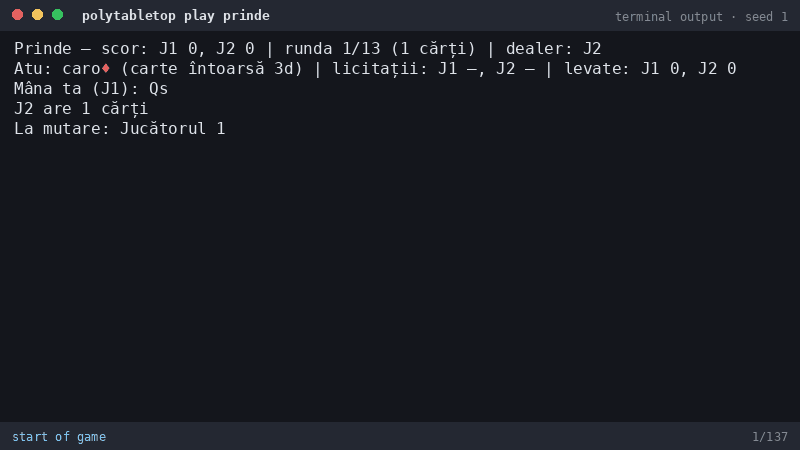 polytabletop play prinde
terminal output · seed 1
Prinde — scor: J1 0, J2 0 | runda 1/13 (1 cărți) | dealer: J2
Atu: caro♦ (carte întoarsă 3d) | licitații: J1 —, J2 — | levate: J1 0, J2 0
Mâna ta (J1): Qs
J2 are 1 cărți
La mutare: Jucătorul 1
start of game
1/137